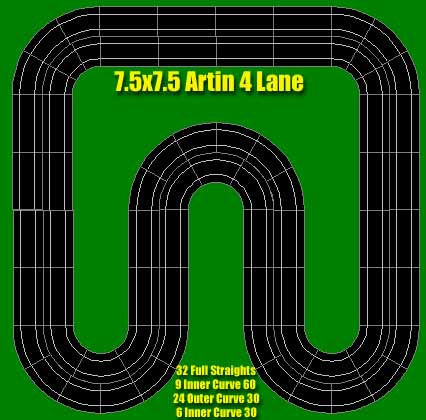 7.5x7.5 Artin 4 Lane
32 Full Straights
9 Inner Curve 60
24 Outer Curve 30
6 Inner Curve 30